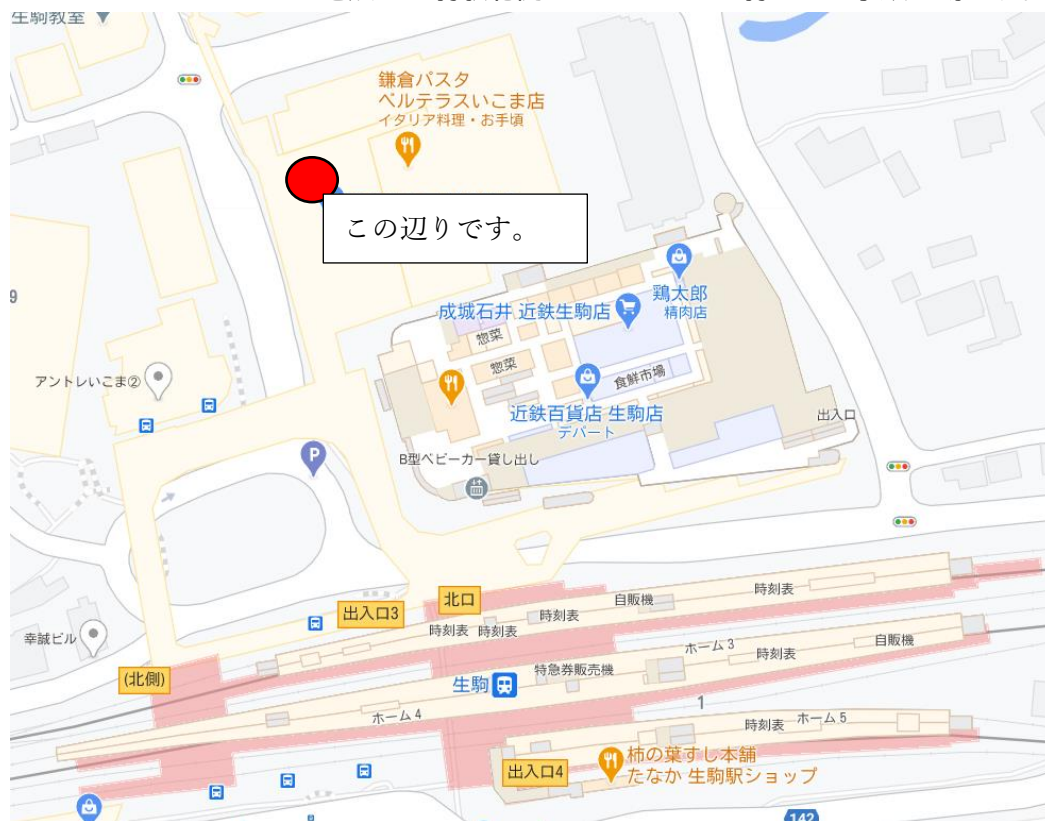 生駒教室
鎌倉パスタ
ベルテラスいこま店
イタリア料理・お手頃
この辺りです。
鶏太郎
精肉店
成城石井 近鉄生駒店
惣菜
惣菜
食鮮市場
近鉄百貨店 生駒店
デパート
出入口
B型ベビーカー貸し出し
9
アントレいこま②
P
北口
出入口3
時刻表
自販機
時刻表
時刻表
時刻表
幸誠ビル
(北側)
ホーム 3
時刻表
自販機
特急券販売機
生駒
1
ホーム 4
時刻表
ホーム 5
出入口4
柿の葉すし本舗
たなか 生駒駅ショップ
142